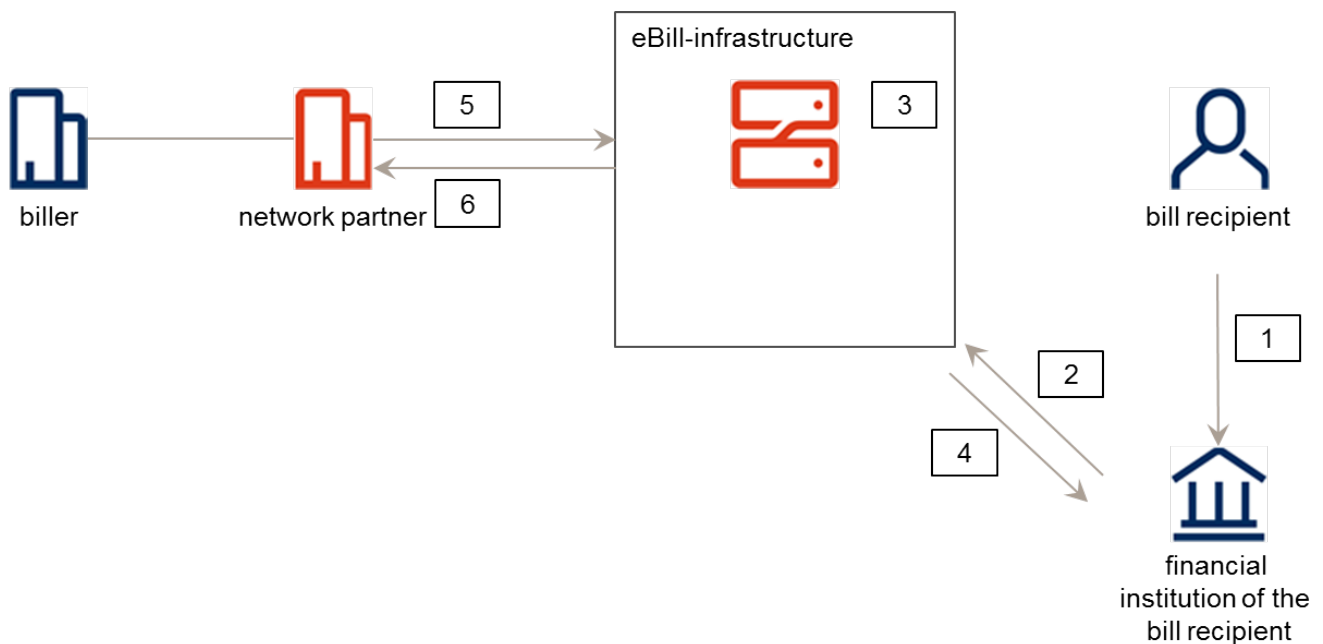 eBill-infrastructure
5
3
biller
network partner
6
bill recipient
1
2
4
financial
institution of the
bill recipient